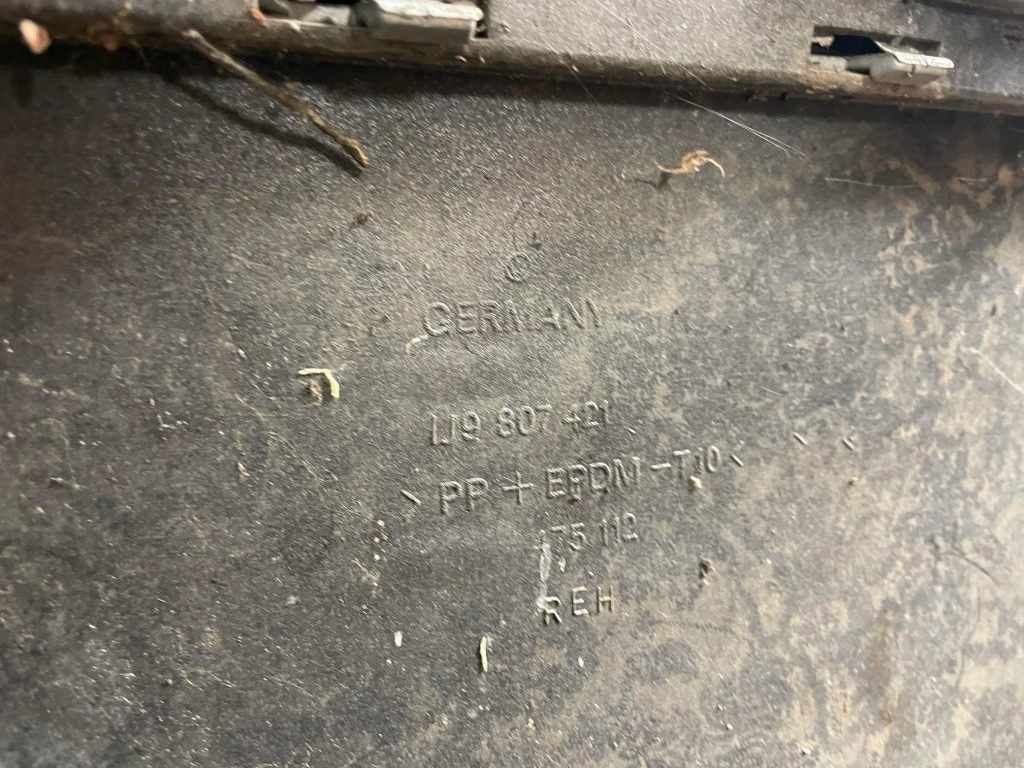 GERMANY
1J9 807 421
>PP + EPDM -T10<
175 112
REH